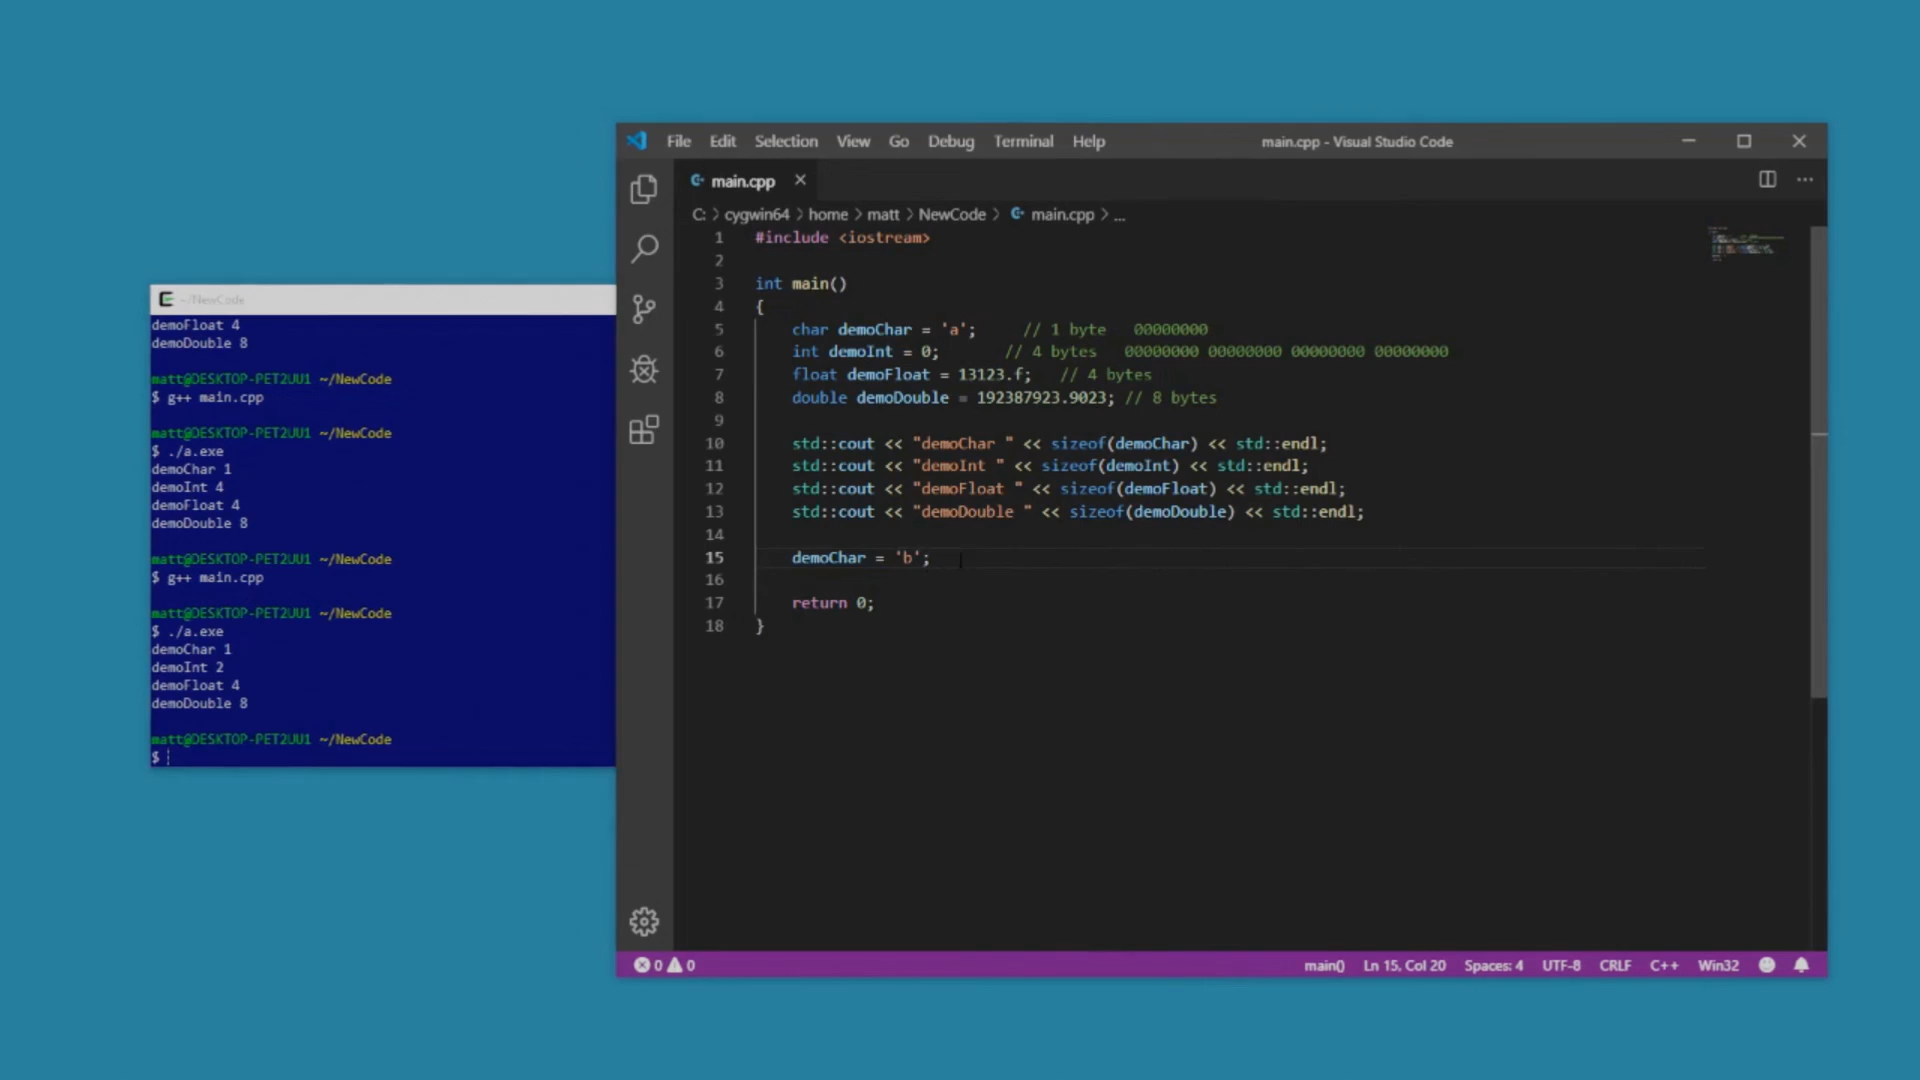 ~/NewCode
demoFloat 4
demoDouble 8
matt@DESKTOP-PET2UU1 ~/NewCode
$ g++ main.cpp
matt@DESKTOP-PET2UU1 ~/NewCode
$ ./a.exe
demoChar 1
demoInt 4
demoFloat 4
demoDouble 8
matt@DESKTOP-PET2UU1 ~/NewCode
$ g++ main.cpp
matt@DESKTOP-PET2UU1 ~/NewCode
$ ./a.exe
demoChar 1
demoInt 2
demoFloat 4
demoDouble 8
matt@DESKTOP-PET2UU1 ~/NewCode
$
File Edit Selection View Go Debug Terminal Help main.cpp - Visual Studio Code
main.cpp
C: > cygwin64 > home > matt > NewCode > main.cpp > ...
1 #include <iostream>
2
3 int main()
4 {
5 char demoChar = 'a'; // 1 byte 00000000
6 int demoInt = 0; // 4 bytes 00000000 00000000 00000000 00000000
7 float demoFloat = 13123.f; // 4 bytes
8 double demoDouble = 192387923.9023; // 8 bytes
9
10 std::cout << "demoChar " << sizeof(demoChar) << std::endl;
11 std::cout << "demoInt " << sizeof(demoInt) << std::endl;
12 std::cout << "demoFloat " << sizeof(demoFloat) << std::endl;
13 std::cout << "demoDouble " << sizeof(demoDouble) << std::endl;
14
15 demoChar = 'b';
16
17 return 0;
18 }
0 0 main() Ln 15, Col 20 Spaces: 4 UTF-8 CRLF C++ Win32